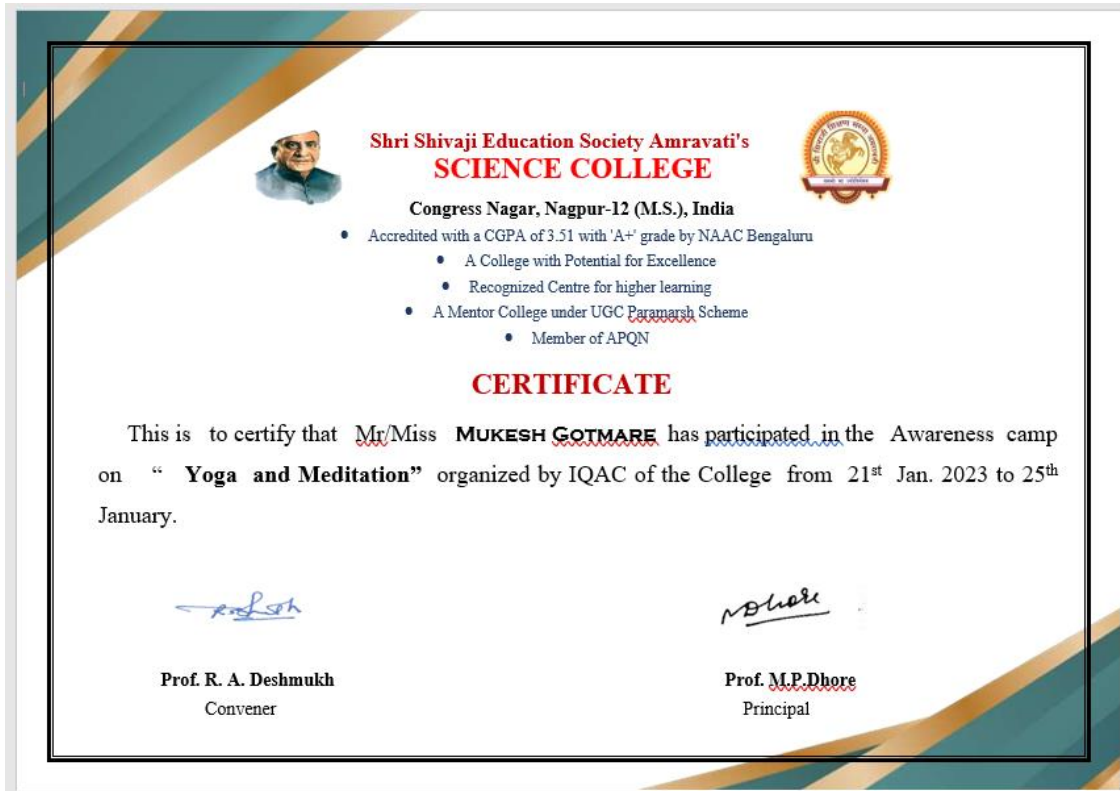 Shri Shivaji Education Society Amravati's
SCIENCE COLLEGE
Congress Nagar, Nagpur-12 (M.S.), India
• Accredited with a CGPA of 3.51 with 'A+' grade by NAAC Bengaluru
• A College with Potential for Excellence
• Recognized Centre for higher learning
• A Mentor College under UGC Paramarsh Scheme
• Member of APQN
CERTIFICATE
This is to certify that Mr/Miss MUKESH GOTMARE has participated in the Awareness camp
on “ Yoga and Meditation” organized by IQAC of the College from 21st Jan. 2023 to 25th
January.
Prof. R. A. Deshmukh
Convener
Dhore
Prof. M.P.Dhore
Principal